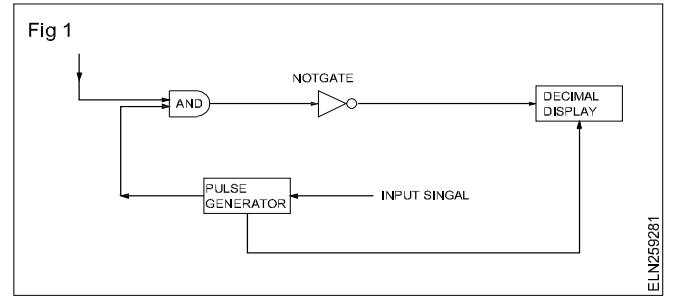 Fig 1
NOTGATE
AND
DECIMAL
DISPLAY
PULSE
GENERATOR
INPUT SINGAL
ELN259281